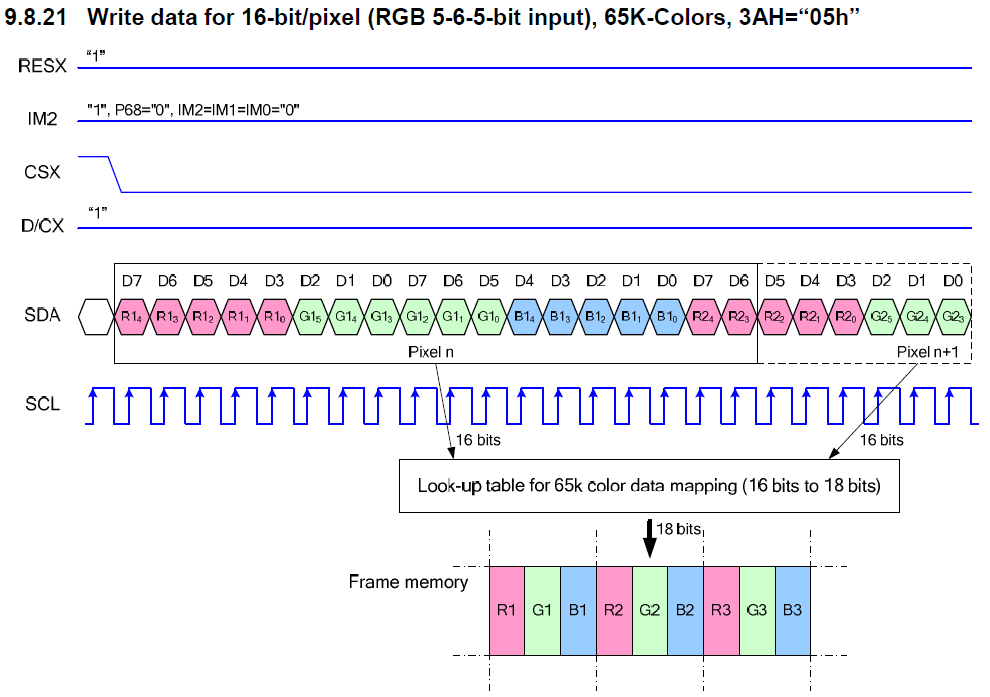 9.8.21 Write data for 16-bit/pixel (RGB 5-6-5-bit input), 65K-Colors, 3AH=“05h”
RESX “1”
IM2 "1", P68="0", IM2=IM1=IM0="0"
CSX
D/CX “1”
D7 D6 D5 D4 D3 D2 D1 D0 D7 D6 D5 D4 D3 D2 D1 D0 D7 D6 D5 D4 D3 D2 D1 D0
SDA R1₄ R1₃ R1₂ R1₁ R1₀ G1₅ G1₄ G1₃ G1₂ G1₁ G1₀ B1₄ B1₃ B1₂ B1₁ B1₀ R2₄ R2₃ R2₂ R2₁ R2₀ G2₅ G2₄ G2₃
Pixel n Pixel n+1
SCL
16 bits 16 bits
Look-up table for 65k color data mapping (16 bits to 18 bits)
18 bits
Frame memory
R1 G1 B1 R2 G2 B2 R3 G3 B3